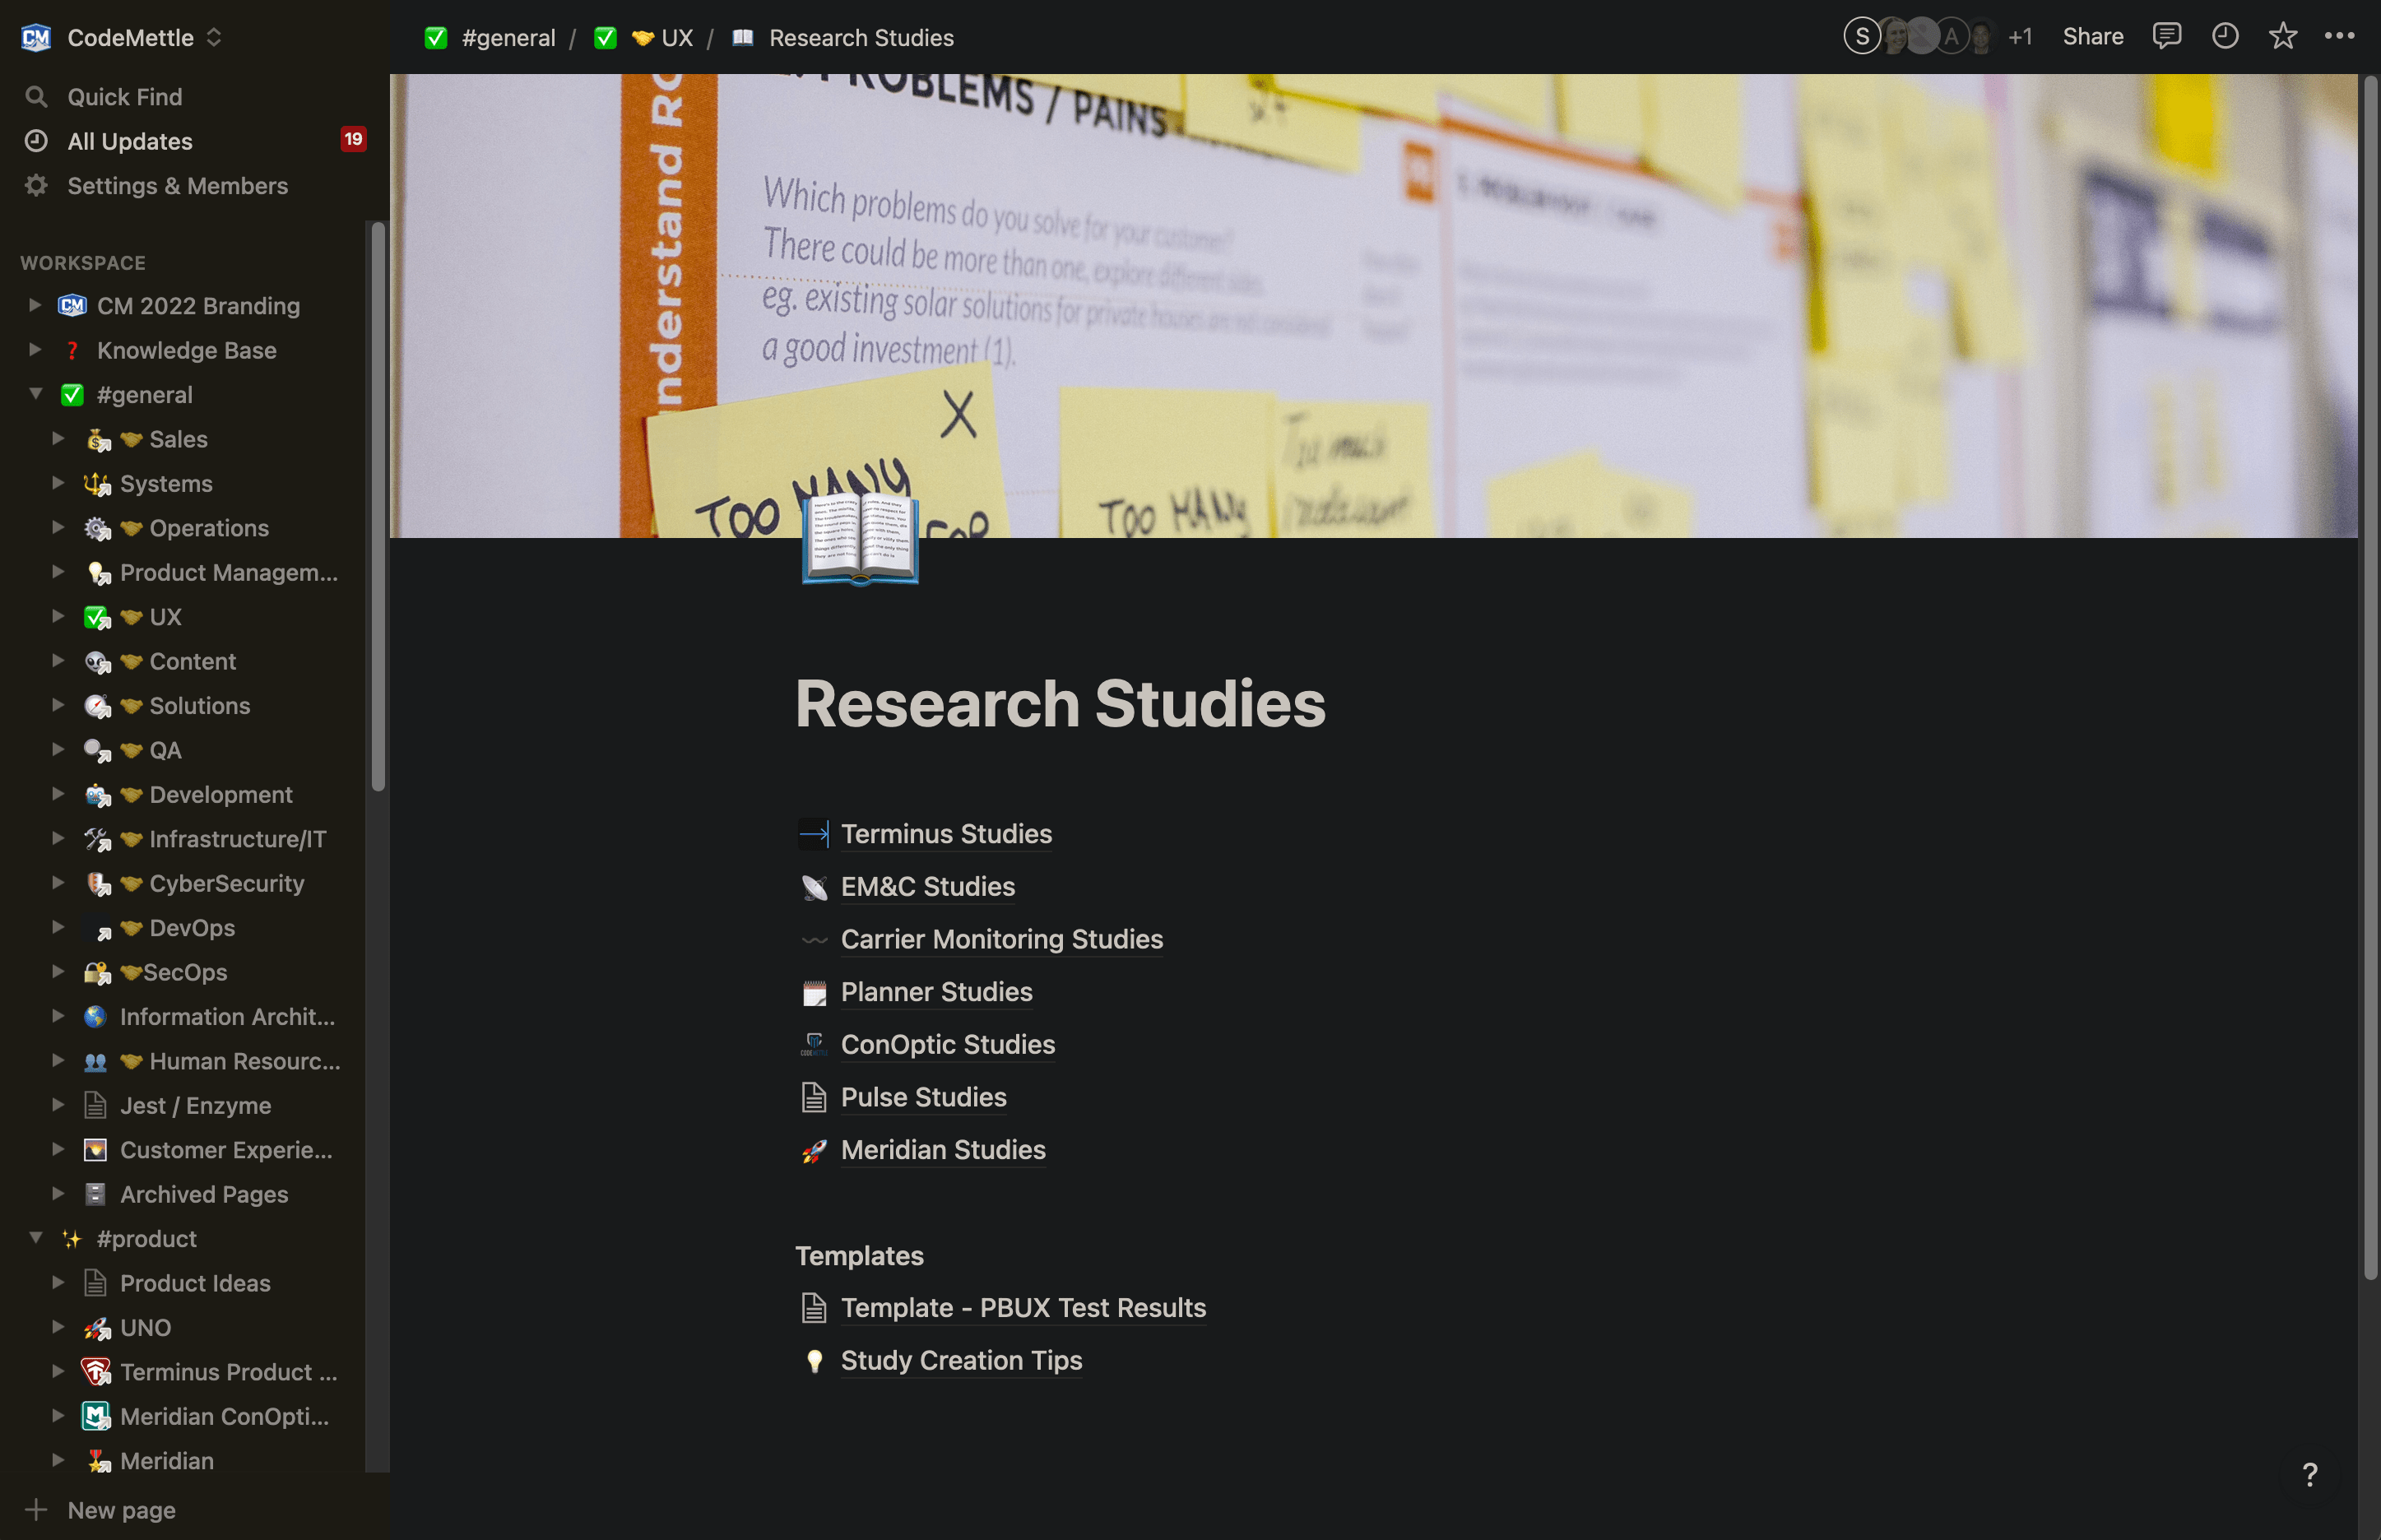 CodeMettle
Quick Find
All Updates 19
Settings & Members
WORKSPACE
CM CM 2022 Branding
Knowledge Base
#general
Sales
Systems
Operations
Product Managem...
UX
Content
Solutions
QA
Development
Infrastructure/IT
CyberSecurity
DevOps
SecOps
Information Archit...
Human Resourc...
Jest / Enzyme
Customer Experie...
Archived Pages
#product
Product Ideas
UNO
Terminus Product ...
Meridian ConOpti...
Meridian
New page
#general / UX / Research Studies
S A +1 Share
PROBLEMS / PAINS
nderstand
Which problems do you solve for your customer?
There could be more than one, explore different sides.
eg. existing solar solutions for private houses are not considered
a good investment (1).
X
TOO MANY
FOR
TOO MANY
Too much
Research Studies
Terminus Studies
EM&C Studies
Carrier Monitoring Studies
Planner Studies
ConOptic Studies
Pulse Studies
Meridian Studies
Templates
Template - PBUX Test Results
Study Creation Tips
?